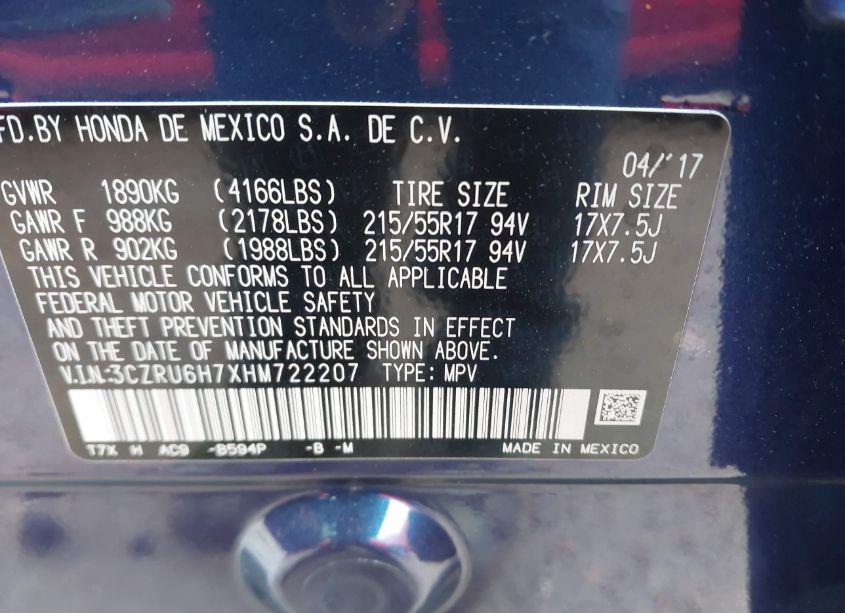 FD.BY HONDA DE MEXICO S.A. DE C.V.
04/'17
GVWR 1890KG (4166LBS) TIRE SIZE RIM SIZE
GAWR F 988KG (2178LBS) 215/55R17 94V 17X7.5J
GAWR R 902KG (1988LBS) 215/55R17 94V 17X7.5J
THIS VEHICLE CONFORMS TO ALL APPLICABLE
FEDERAL MOTOR VEHICLE SAFETY
AND THEFT PREVENTION STANDARDS IN EFFECT
ON THE DATE OF MANUFACTURE SHOWN ABOVE.
V.I.N:3CZRU6H7XHM722207 TYPE: MPV
T7X H AC9 -B594P -B -M MADE IN MEXICO